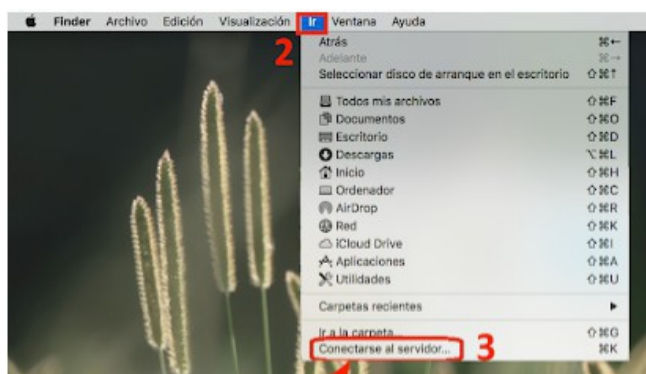 Finder Archivo Edición Visualización Ir Ventana Ayuda
2
Atrás ⌘←
Adelante ⌘→
Seleccionar disco de arranque en el escritorio ⇧⌘↑
Todos mis archivos ⇧⌘F
Documentos ⇧⌘O
Escritorio ⇧⌘D
Descargas ⌥⌘L
Inicio ⇧⌘H
Ordenador ⇧⌘C
AirDrop ⇧⌘R
Red ⇧⌘K
iCloud Drive ⇧⌘I
Aplicaciones ⇧⌘A
Utilidades ⇧⌘U
Carpetas recientes
Ir a la carpeta... ⇧⌘G
Conectarse al servidor... 3 ⌘K